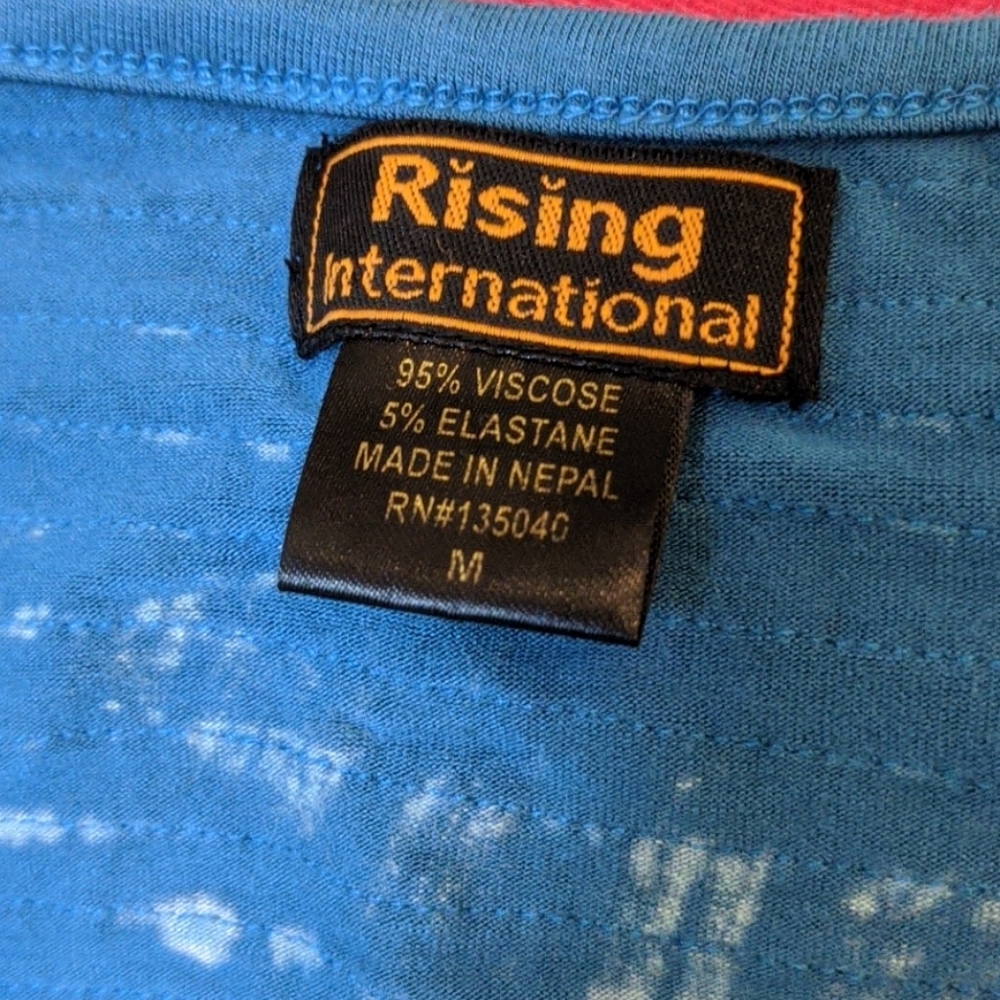 Rising
International
95% VISCOSE
5% ELASTANE
MADE IN NEPAL
RN#135040
M